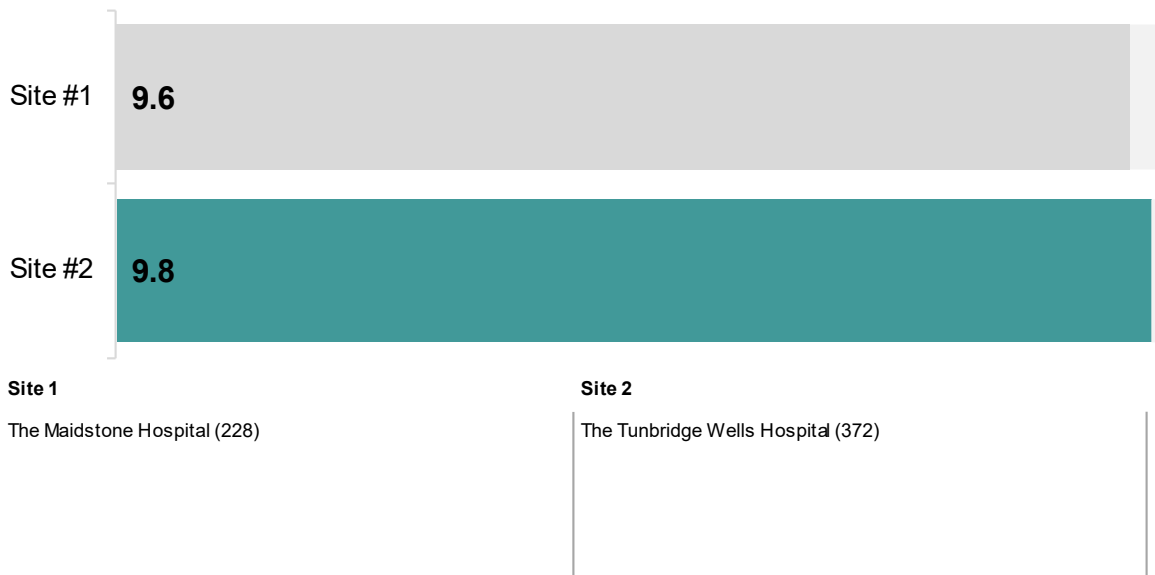 Site #1
9.6
Site #2
9.8
Site 1
Site 2
The Maidstone Hospital (228)
The Tunbridge Wells Hospital (372)